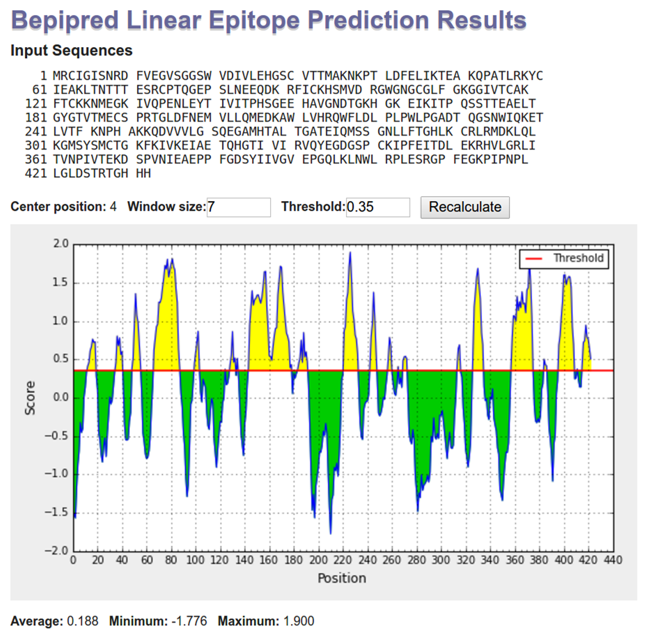 Bepipred Linear Epitope Prediction Results
Input Sequences
1 MRCIGISNRD FVEGVSGGSW VDIVLEHGSC VTTMAKNKPT LDFELIKTEA KQPATLRKYC
61 IEAKLTNTTT ESRCPTQGEP SLNEEQDK RFICKHSMVD RGWGNGCGLF GKGGIVTCAK
121 FTCKKNMEGK IVQPENLEYT IVITPHSGEE HAVGNDTGKH GK EIKITP QSSTTEAELT
181 GYGTVTMECS PRTGLDFNEM VLLQMEDKAW LVHRQWFLDL PLPWLPGADT QGSNWIQKET
241 LVTF KNPH AKKQDVVVLG SQEGAMHTAL TGATEIQMSS GNLLFTGHLK CRLRMDKLQL
301 KGMSYSMCTG KFKIVKEIAE TQHGTI VI RVQYEGDGSP CKIPFEITDL EKRHVLGRLI
361 TVNPIVTEKD SPVNIEAEPP FGDSYIIVGV EPGQLKLNWL RPLESRGP FEGKPIPNPL
421 LGLDSTRTGH HH
Center position: 4 Window size: 7 Threshold: 0.35 Recalculate
2.0
1.5
1.0
0.5
0.0
−0.5
−1.0
−1.5
−2.0
Score
Threshold
0 20 40 60 80 100 120 140 160 180 200 220 240 260 280 300 320 340 360 380 400 420 440
Position
Average: 0.188 Minimum: -1.776 Maximum: 1.900